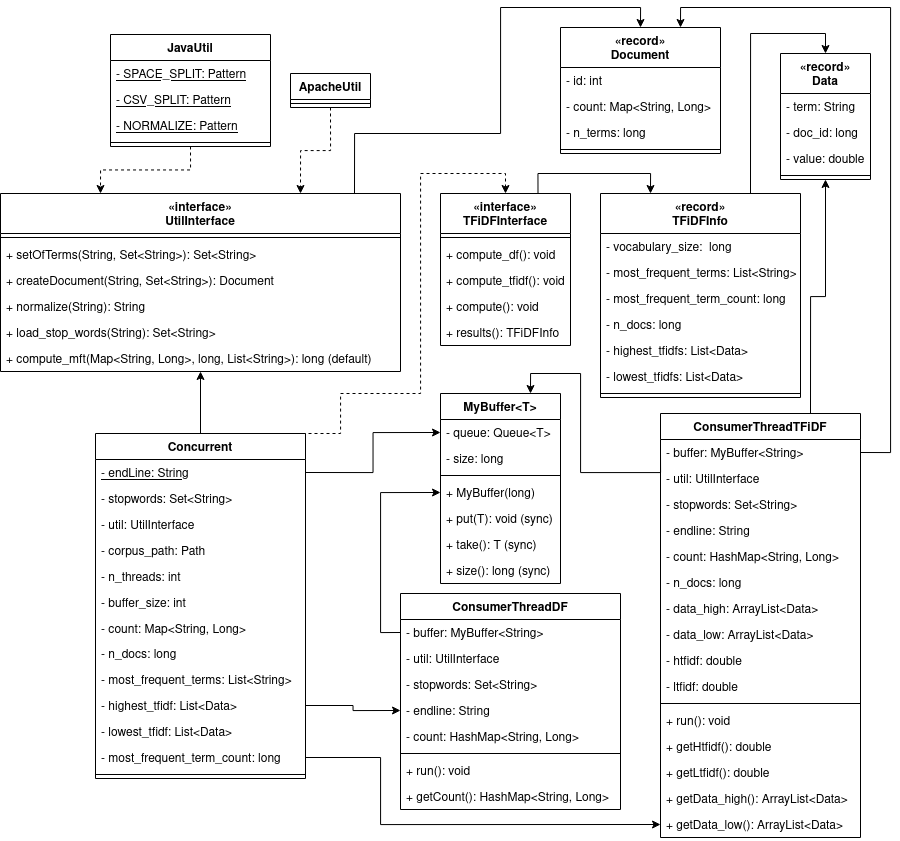 JavaUtil
- SPACE_SPLIT: Pattern
- CSV_SPLIT: Pattern
- NORMALIZE: Pattern
ApacheUtil
«record»
Document
- id: int
- count: Map<String, Long>
- n_terms: long
«record»
Data
- term: String
- doc_id: long
- value: double
«interface»
UtilInterface
+ setOfTerms(String, Set<String>): Set<String>
+ createDocument(String, Set<String>): Document
+ normalize(String): String
+ load_stop_words(String): Set<String>
+ compute_mft(Map<String, Long>, long, List<String>): long (default)
«interface»
TFiDFInterface
+ compute_df(): void
+ compute_tfidf(): void
+ compute(): void
+ results(): TFiDFInfo
«record»
TFiDFInfo
- vocabulary_size:  long
- most_frequent_terms: List<String>
- most_frequent_term_count: long
- n_docs: long
- highest_tfidfs: List<Data>
- lowest_tfidfs: List<Data>
Concurrent
- endLine: String
- stopwords: Set<String>
- util: UtilInterface
- corpus_path: Path
- n_threads: int
- buffer_size: int
- count: Map<String, Long>
- n_docs: long
- most_frequent_terms: List<String>
- highest_tfidf: List<Data>
- lowest_tfidf: List<Data>
- most_frequent_term_count: long
MyBuffer<T>
- queue: Queue<T>
- size: long
+ MyBuffer(long)
+ put(T): void (sync)
+ take(): T (sync)
+ size(): long (sync)
ConsumerThreadDF
- buffer: MyBuffer<String>
- util: UtilInterface
- stopwords: Set<String>
- endline: String
- count: HashMap<String, Long>
+ run(): void
+ getCount(): HashMap<String, Long>
ConsumerThreadTFiDF
- buffer: MyBuffer<String>
- util: UtilInterface
- stopwords: Set<String>
- endline: String
- count: HashMap<String, Long>
- n_docs: long
- data_high: ArrayList<Data>
- data_low: ArrayList<Data>
- htfidf: double
- ltfidf: double
+ run(): void
+ getHtfidf(): double
+ getLtfidf(): double
+ getData_high(): ArrayList<Data>
+ getData_low(): ArrayList<Data>